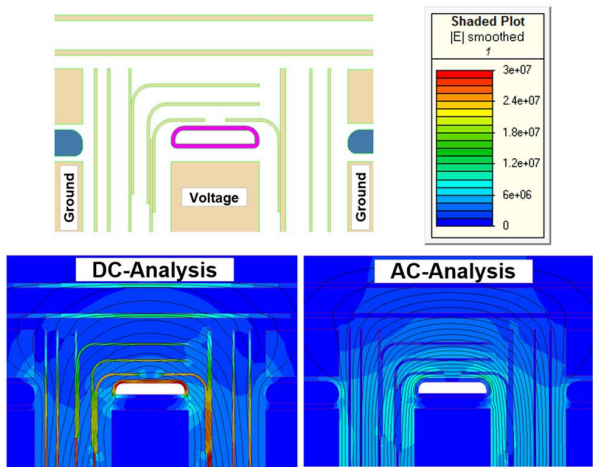 Shaded Plot
|E| smoothed
1
3e+07
2.4e+07
1.8e+07
1.2e+07
6e+06
0
Ground
Voltage
Ground
DC-Analysis
AC-Analysis